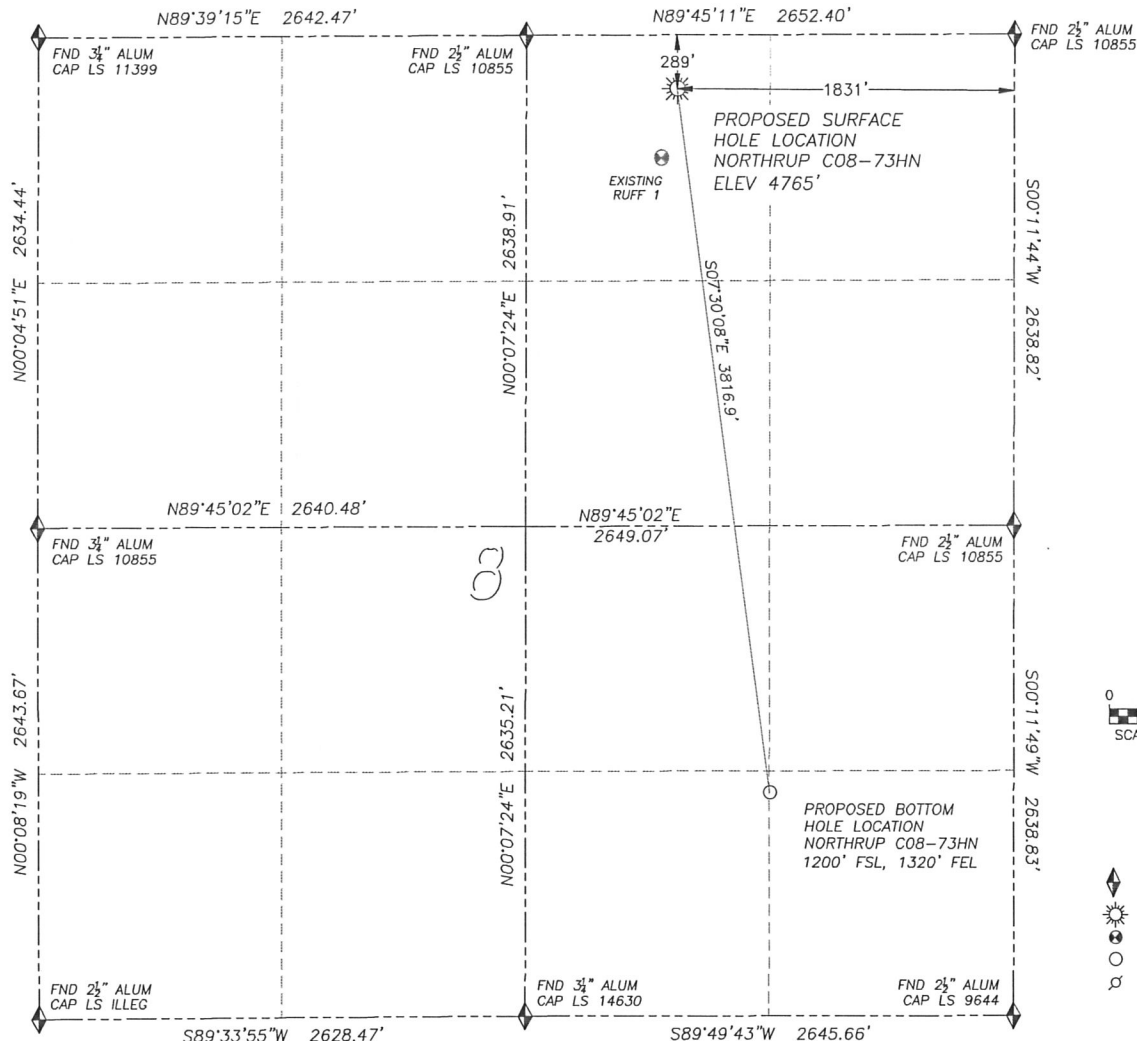 N89°39'15"E 2642.47'
N89°45'11"E 2652.40'
FND 3¼" ALUM
CAP LS 11399
FND 2½" ALUM
CAP LS 10855
FND 2½" ALUM
CAP LS 10855
289'
1831'
PROPOSED SURFACE
HOLE LOCATION
NORTHRUP C08-73HN
ELEV 4765'
EXISTING
RUFF 1
N00°04'51"E 2634.44'
N00°07'24"E 2638.91'
S07°30'08"E 3816.9'
S00°11'44"W 2638.82'
N89°45'02"E 2640.48'
N89°45'02"E
2649.07'
FND 3¼" ALUM
CAP LS 10855
FND 2½" ALUM
CAP LS 10855
8
N00°08'19"W 2643.67'
N00°07'24"E 2635.21'
S00°11'49"W 2638.83'
0
SCA
PROPOSED BOTTOM
HOLE LOCATION
NORTHRUP C08-73HN
1200' FSL, 1320' FEL
FND 2½" ALUM
CAP LS ILLEG
FND 3¼" ALUM
CAP LS 14630
FND 2½" ALUM
CAP LS 9644
S89°33'55"W 2628.47'
S89°49'43"W 2645.66'